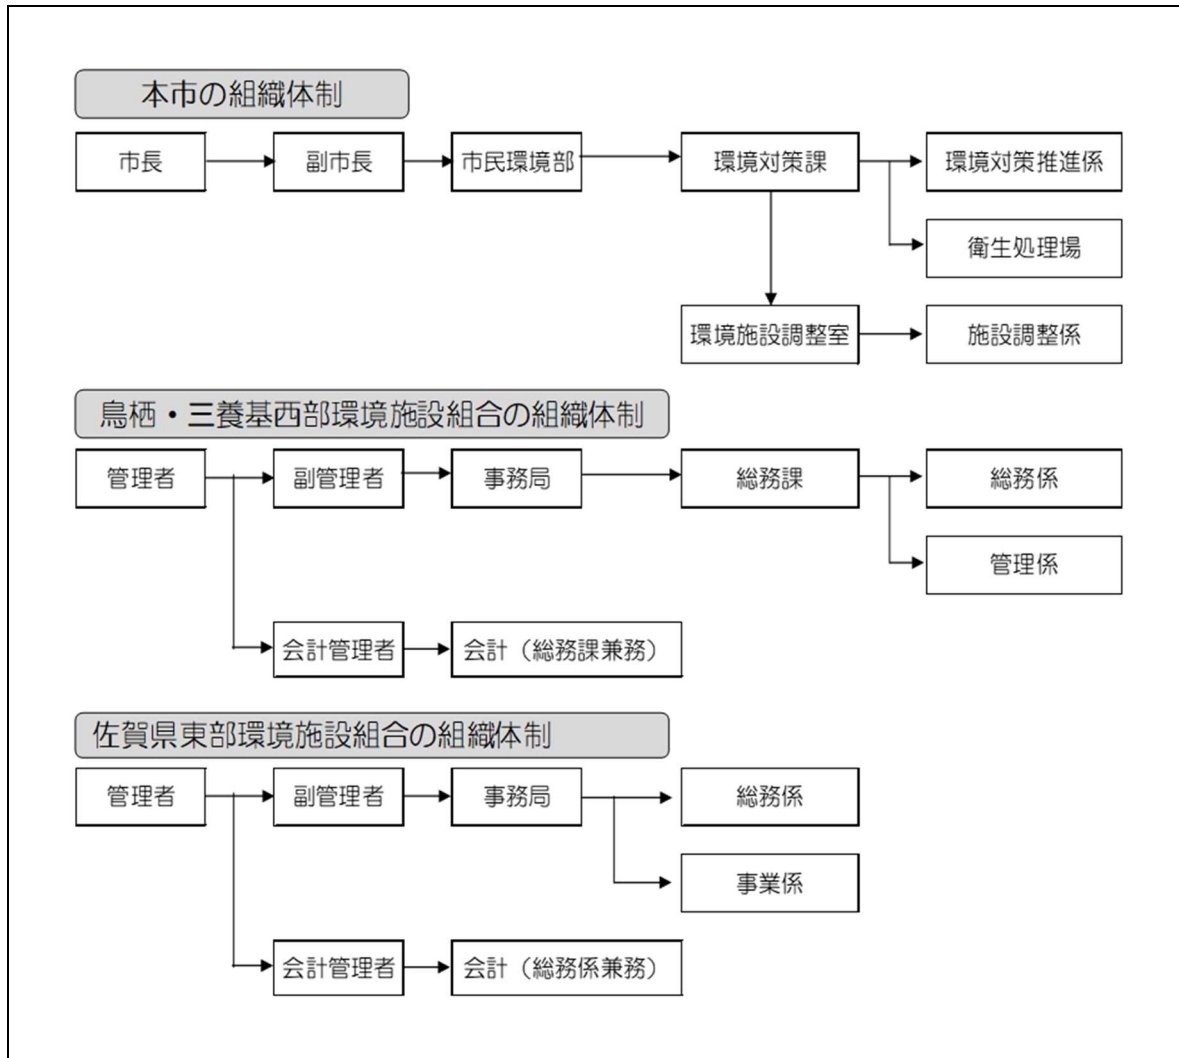 本市の組織体制
市長
副市長
市民環境部
環境対策課
環境対策推進係
衛生処理場
環境施設調整室
施設調整係
鳥栖・三養基西部環境施設組合の組織体制
管理者
副管理者
事務局
総務課
総務係
管理係
会計管理者
会計（総務課兼務）
佐賀県東部環境施設組合の組織体制
管理者
副管理者
事務局
総務係
事業係
会計管理者
会計（総務係兼務）